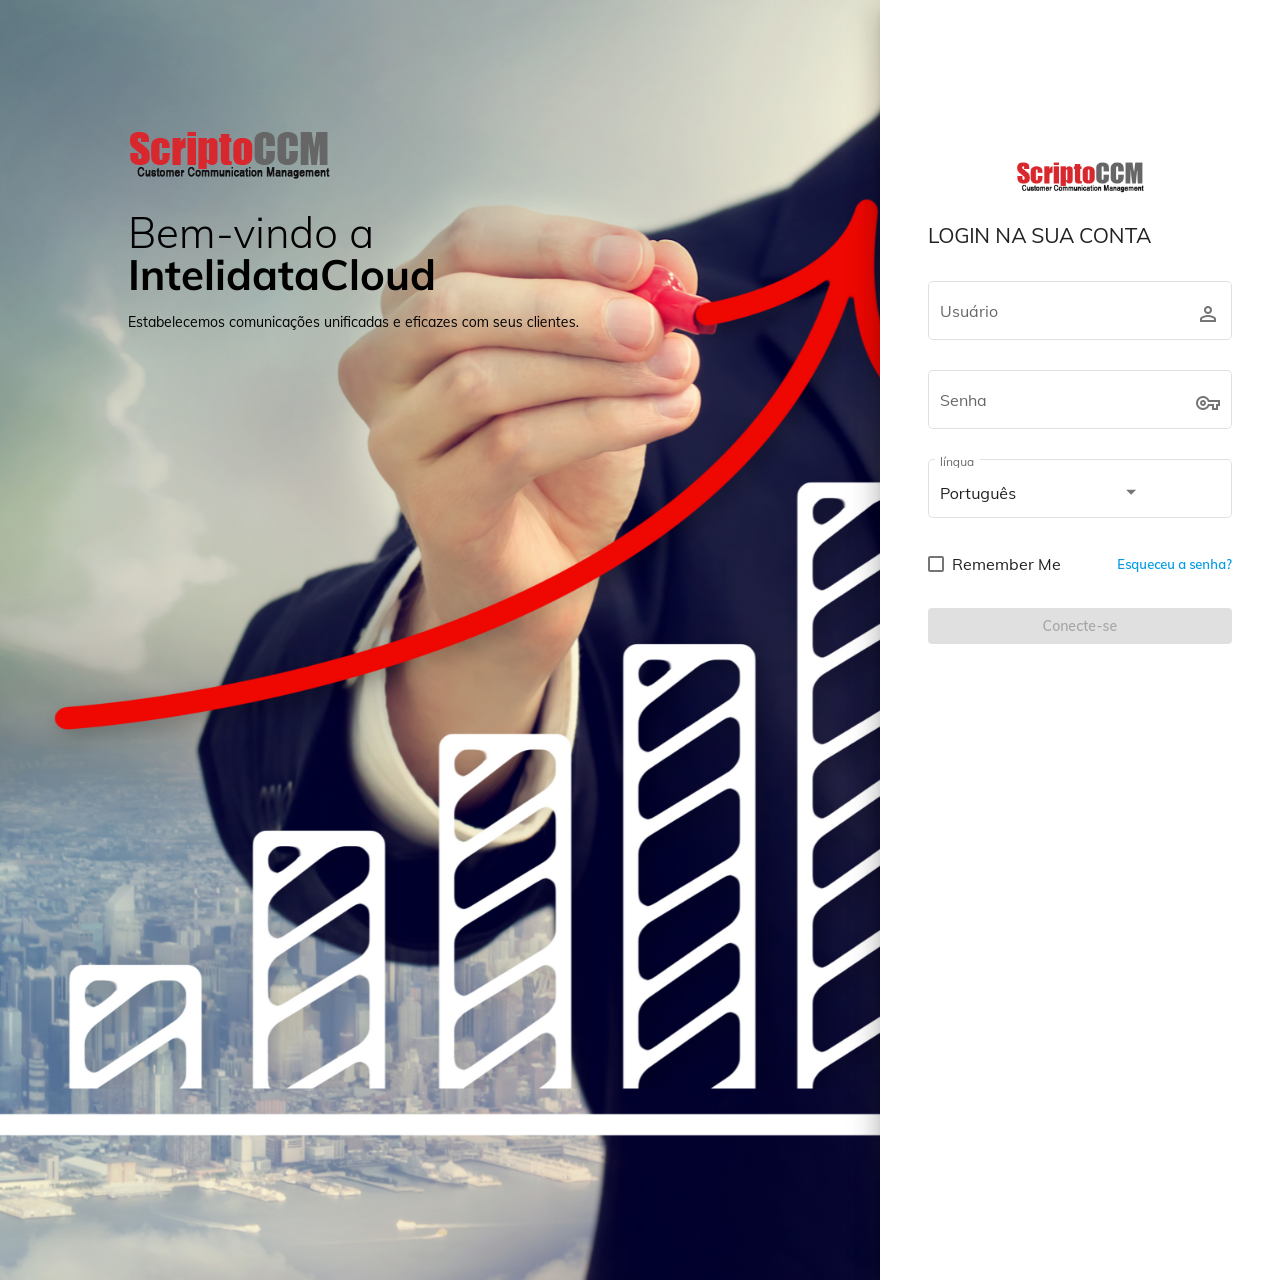 ScriptoCCM
Customer Communication Management
Bem-vindo a
IntelidataCloud
Estabelecemos comunicações unificadas e eficazes com seus clientes.
ScriptoCCM
Customer Communication Management
LOGIN NA SUA CONTA
Usuário
Senha
língua
Português
Remember Me
Esqueceu a senha?
Conecte-se